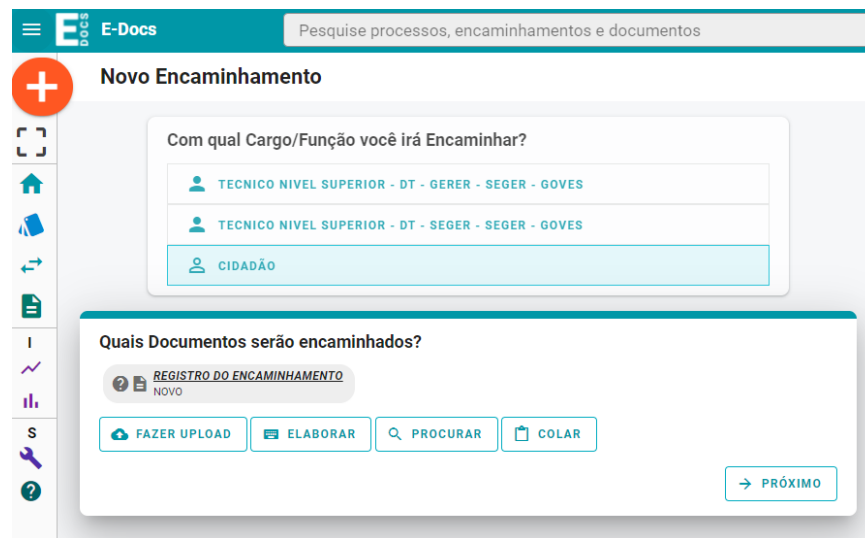 E DOCS E-Docs Pesquise processos, encaminhamentos e documentos
Novo Encaminhamento
Com qual Cargo/Função você irá Encaminhar?
TECNICO NIVEL SUPERIOR - DT - GERER - SEGER - GOVES
TECNICO NIVEL SUPERIOR - DT - SEGER - SEGER - GOVES
CIDADÃO
I
S
Quais Documentos serão encaminhados?
REGISTRO DO ENCAMINHAMENTO
NOVO
FAZER UPLOAD ELABORAR PROCURAR COLAR
PRÓXIMO